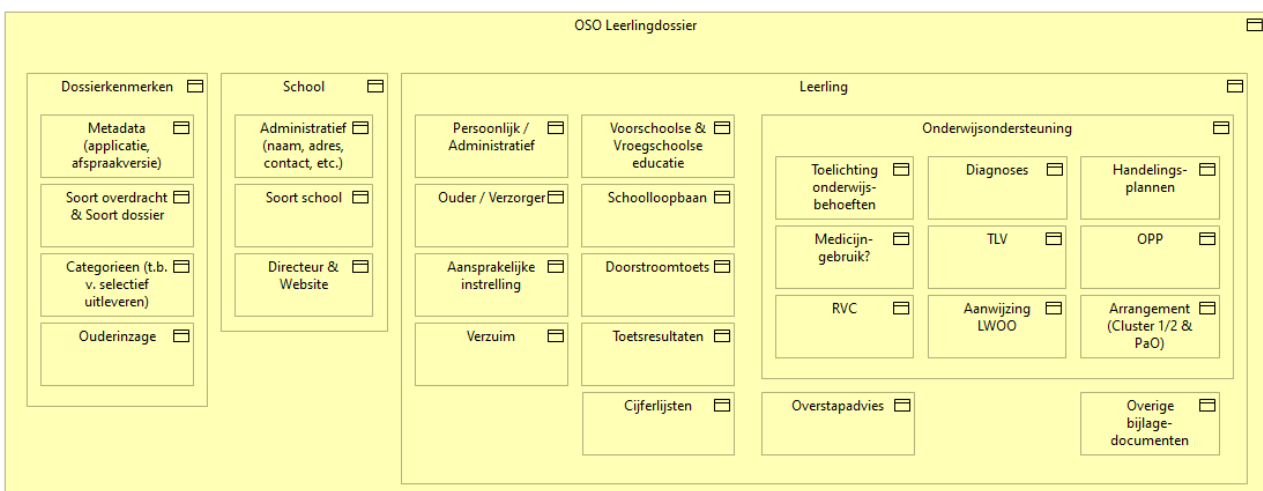 OSO Leerlingdossier
Dossierkenmerken
Metadata
(applicatie,
afspraakversie)
Soort overdracht
& Soort dossier
Categorieen (t.b.
v. selectief
uitleveren)
Ouderinzage
School
Administratief
(naam, adres,
contact, etc.)
Soort school
Directeur &
Website
Leerling
Persoonlijk /
Administratief
Ouder / Verzorger
Aansprakelijke
instrelling
Verzuim
Voorschoolse &
Vroegschoolse
educatie
Schoolloopbaan
Doorstroomtoets
Toetsresultaten
Cijferlijsten
Onderwijsondersteuning
Toelichting
onderwijs-
behoeften
Diagnoses
Handelings-
plannen
Medicijn-
gebruik?
TLV
OPP
RVC
Aanwijzing
LWOO
Arrangement
(Cluster 1/2 &
PaO)
Overstapadvies
Overige
bijlage-
documenten